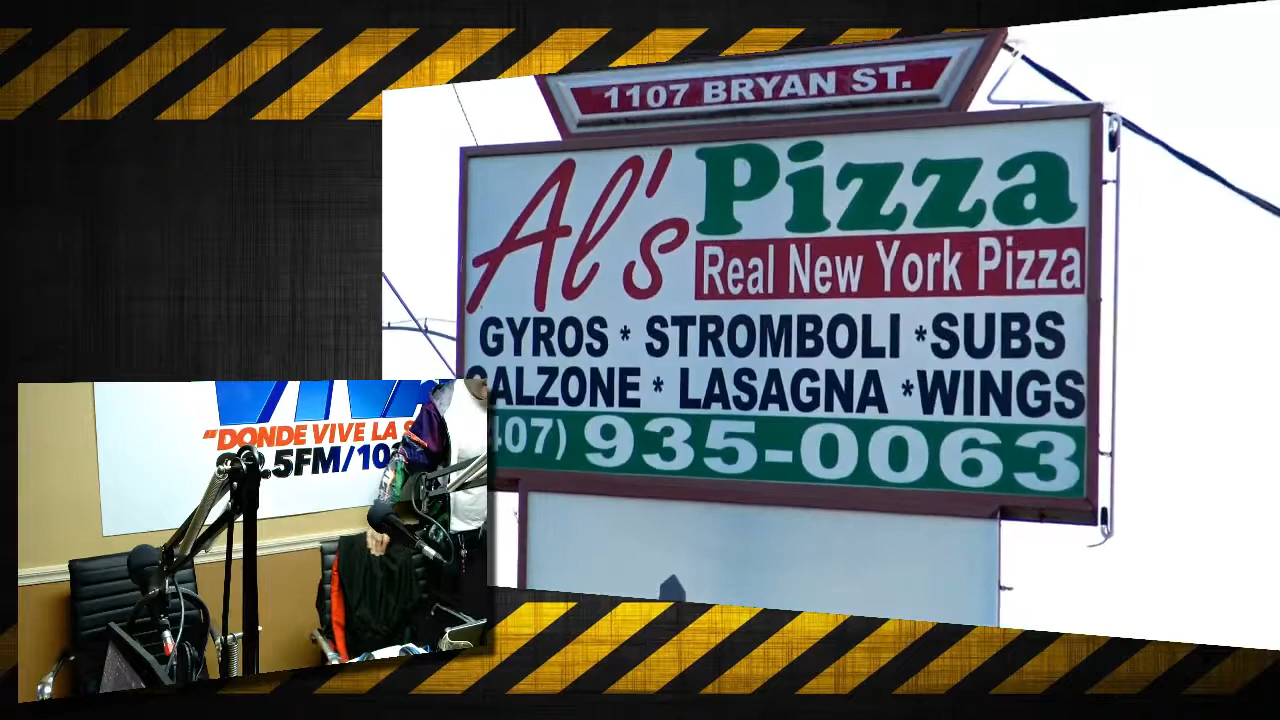 1107 BRYAN ST.
Al's Pizza
Real New York Pizza
GYROS * STROMBOLI * SUBS
CALZONE * LASAGNA * WINGS
407) 935-0063
VIVA
"DONDE VIVE LA
.5FM/10